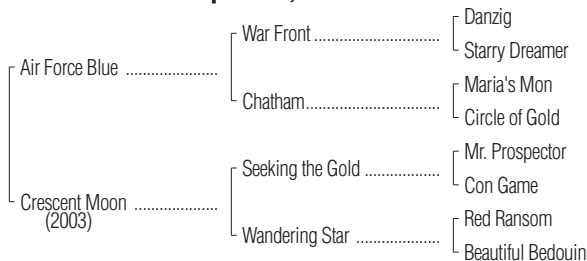 Danzig
War Front ........................
Starry Dreamer
Air Force Blue ......................
Maria's Mon
Chatham................................
Circle of Gold
Mr. Prospector
Seeking the Gold ..................
Con Game
Crescent Moon ....................
(2003)
Red Ransom
Wandering Star ....................
Beautiful Bedouin